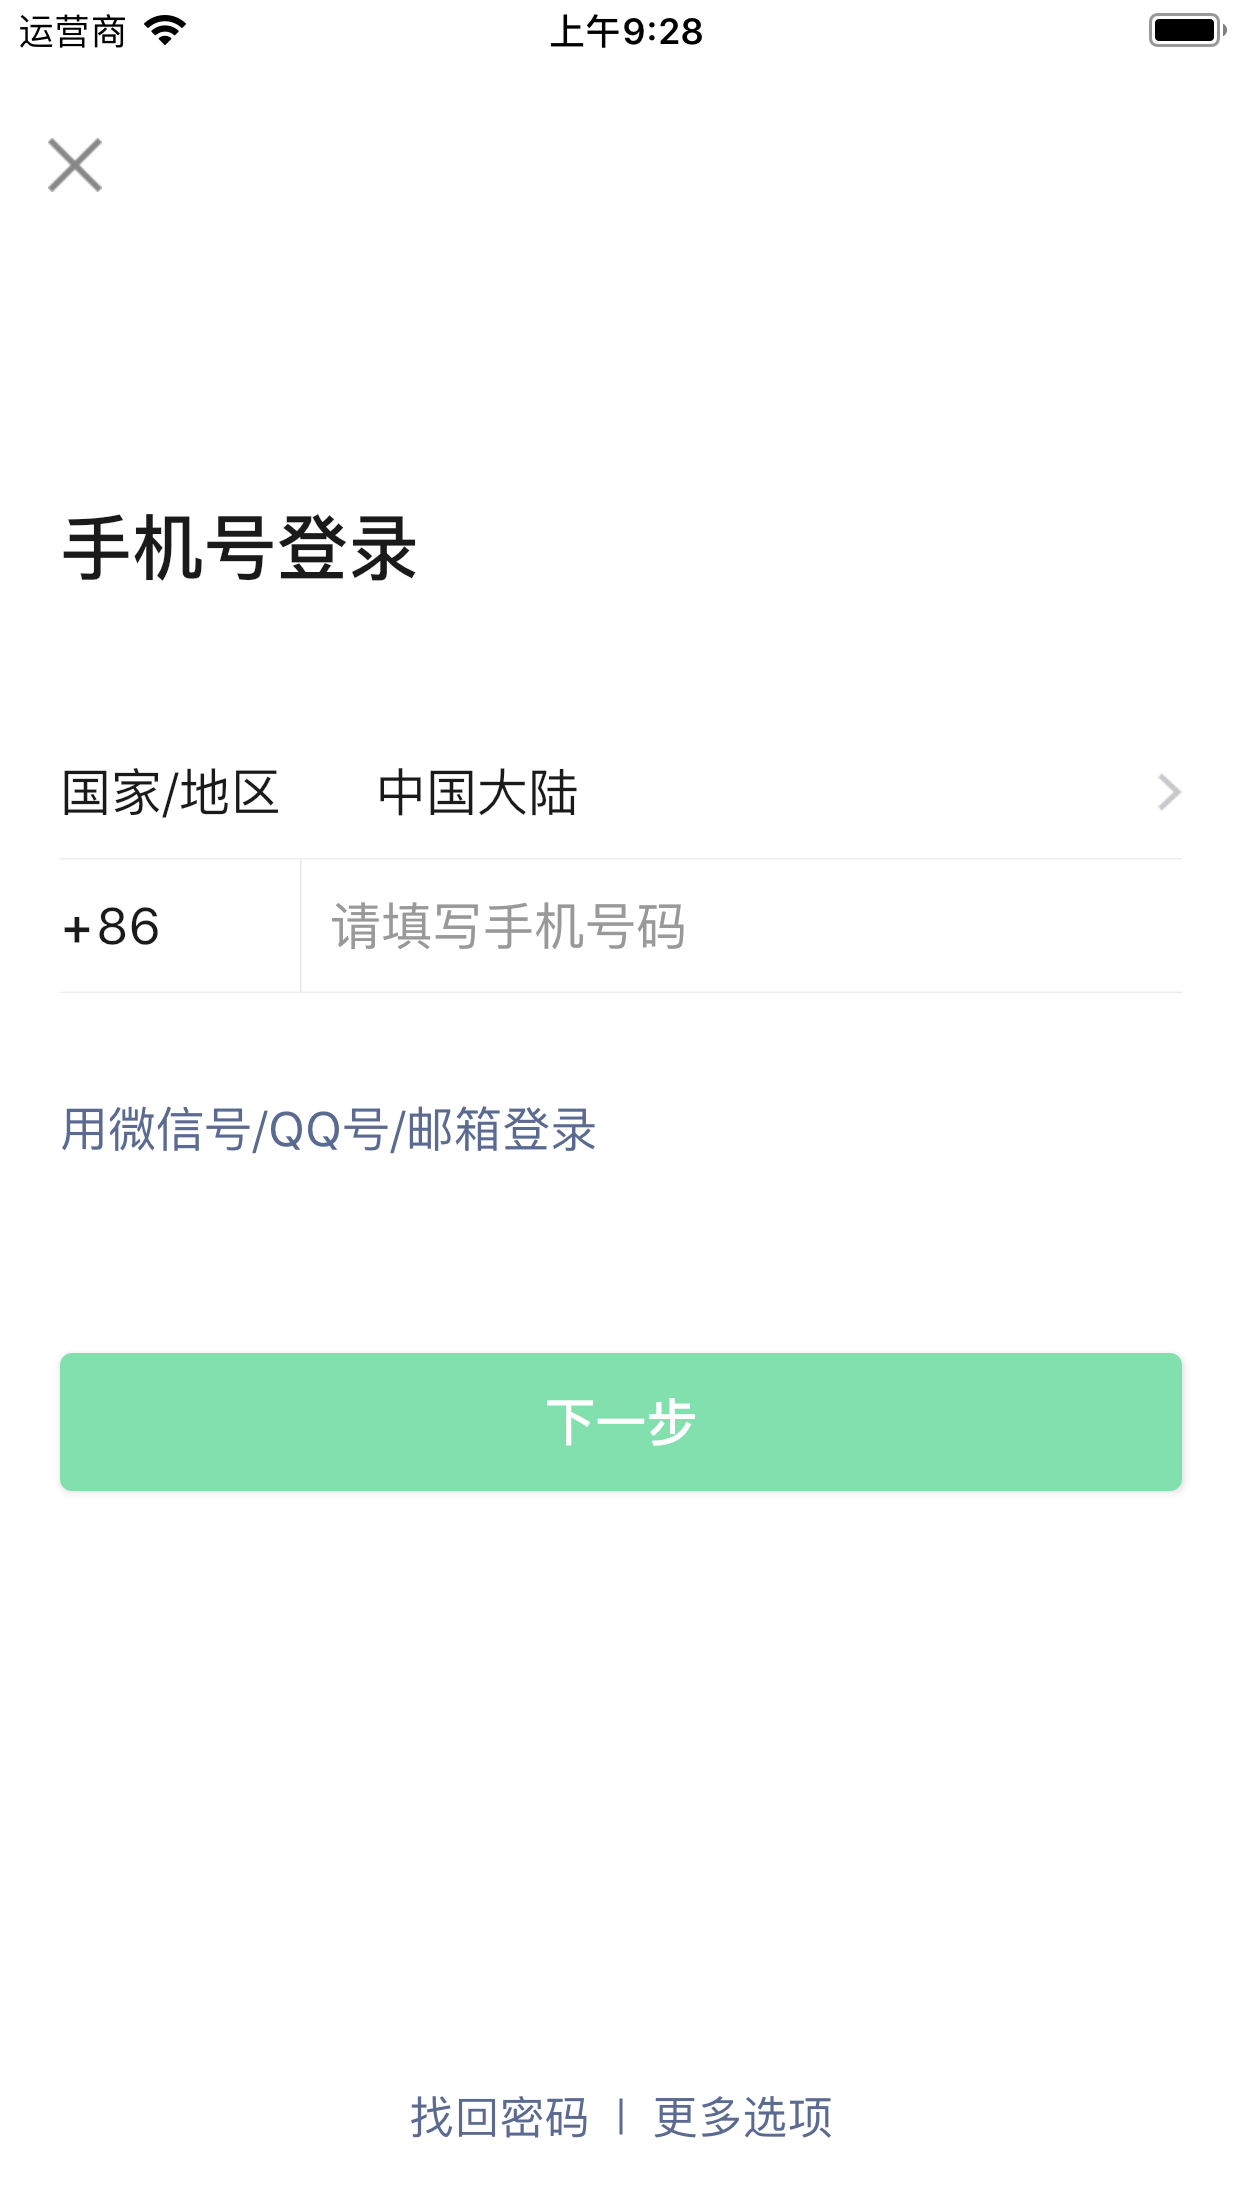 运营商 上午9:28
手机号登录
国家/地区 中国大陆
+86 请填写手机号码
用微信号/QQ号/邮箱登录
下一步
找回密码 | 更多选项